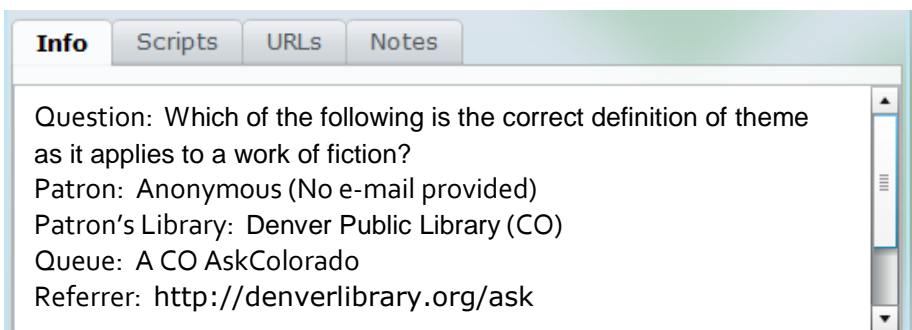 Info Scripts URLs Notes
Question: Which of the following is the correct definition of theme
as it applies to a work of fiction?
Patron: Anonymous (No e-mail provided)
Patron's Library: Denver Public Library (CO)
Queue: A CO AskColorado
Referrer: http://denverlibrary.org/ask